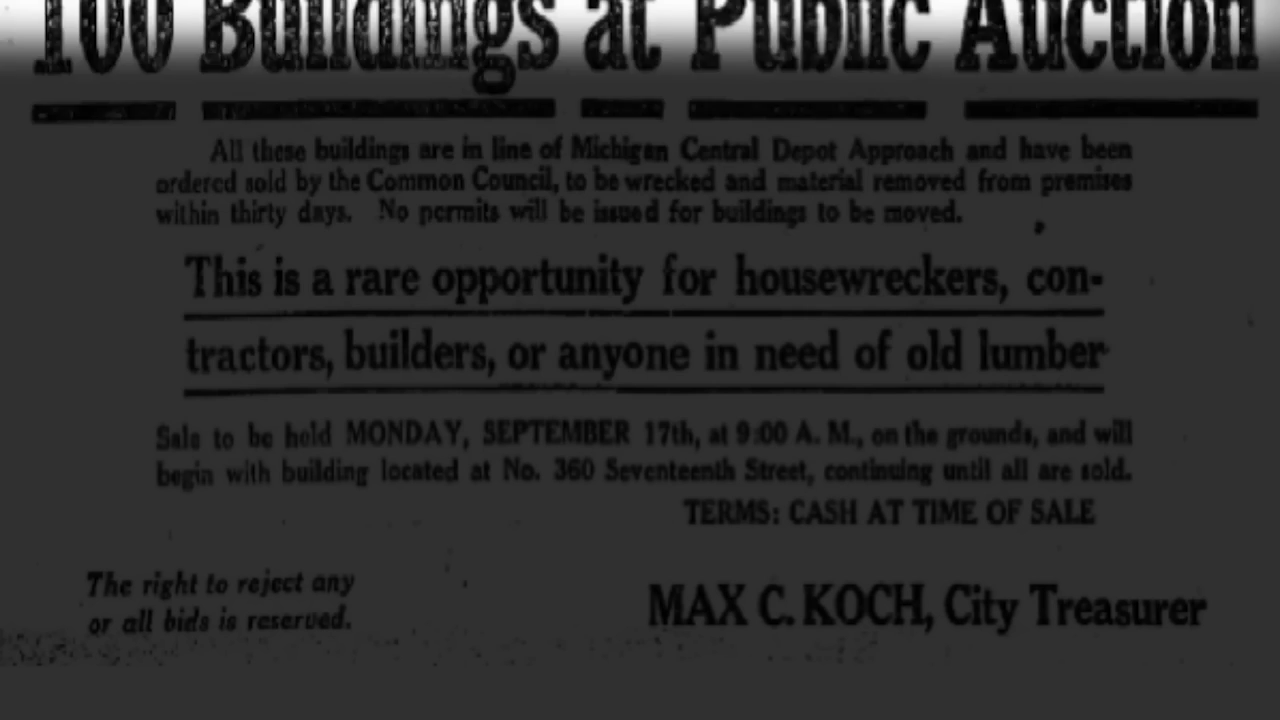 100 Buildings at Public Auction
All these buildings are in line of Michigan Central Depot Approach and have been
ordered sold by the Common Council, to be wrecked and material removed from premises
within thirty days. No permits will be issued for buildings to be moved.
This is a rare opportunity for housewreckers, con-
tractors, builders, or anyone in need of old lumber
Sale to be held MONDAY, SEPTEMBER 17th, at 9:00 A. M., on the grounds, and will
begin with building located at No. 360 Seventeenth Street, continuing until all are sold.
TERMS: CASH AT TIME OF SALE
The right to reject any
or all bids is reserved.
MAX C. KOCH, City Treasurer